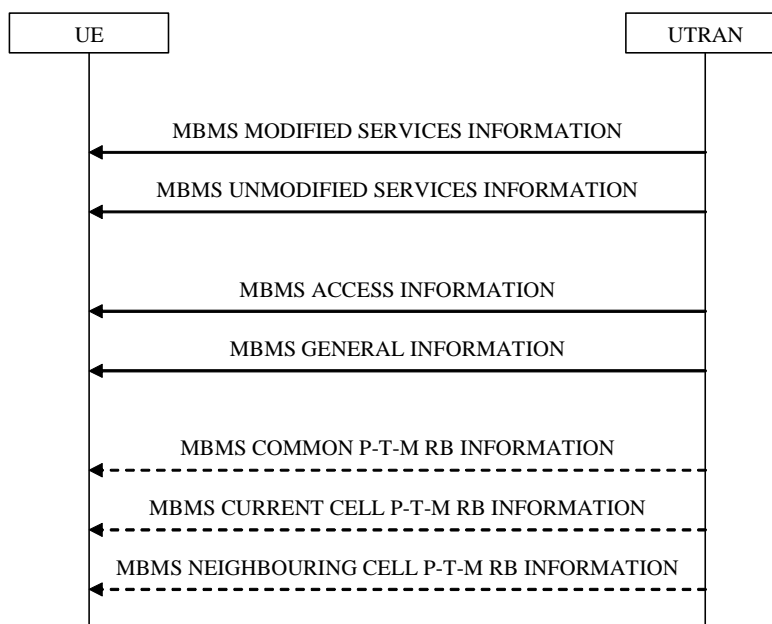 UE
UTRAN
MBMS MODIFIED SERVICES INFORMATION
MBMS UNMODIFIED SERVICES INFORMATION
MBMS ACCESS INFORMATION
MBMS GENERAL INFORMATION
MBMS COMMON P-T-M RB INFORMATION
MBMS CURRENT CELL P-T-M RB INFORMATION
MBMS NEIGHBOURING CELL P-T-M RB INFORMATION